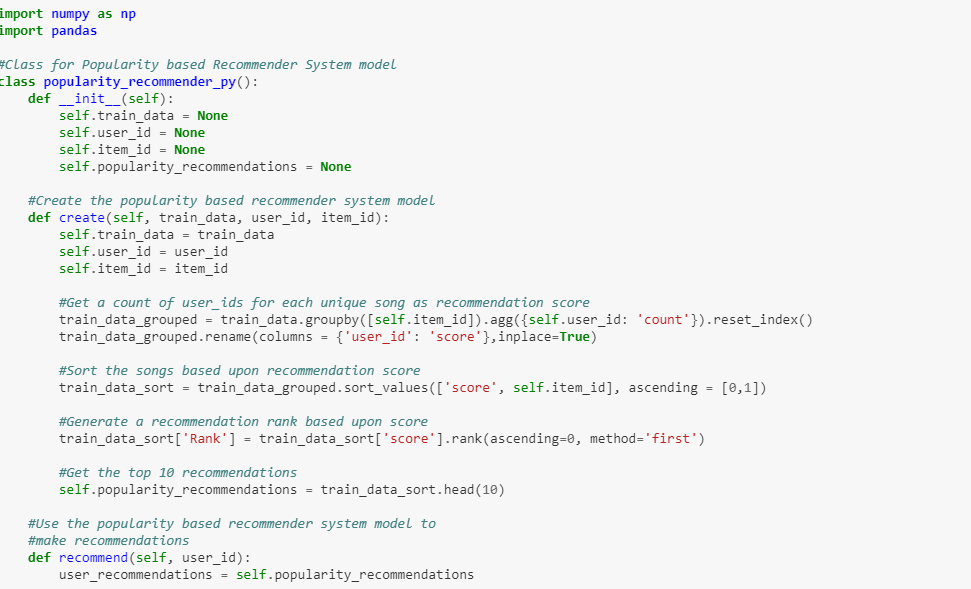 import numpy as np
import pandas

#Class for Popularity based Recommender System model
class popularity_recommender_py():
    def __init__(self):
        self.train_data = None
        self.user_id = None
        self.item_id = None
        self.popularity_recommendations = None

    #Create the popularity based recommender system model
    def create(self, train_data, user_id, item_id):
        self.train_data = train_data
        self.user_id = user_id
        self.item_id = item_id

        #Get a count of user_ids for each unique song as recommendation score
        train_data_grouped = train_data.groupby([self.item_id]).agg({self.user_id: 'count'}).reset_index()
        train_data_grouped.rename(columns = {'user_id': 'score'},inplace=True)

        #Sort the songs based upon recommendation score
        train_data_sort = train_data_grouped.sort_values(['score', self.item_id], ascending = [0,1])

        #Generate a recommendation rank based upon score
        train_data_sort['Rank'] = train_data_sort['score'].rank(ascending=0, method='first')

        #Get the top 10 recommendations
        self.popularity_recommendations = train_data_sort.head(10)

    #Use the popularity based recommender system model to
    #make recommendations
    def recommend(self, user_id):
        user_recommendations = self.popularity_recommendations